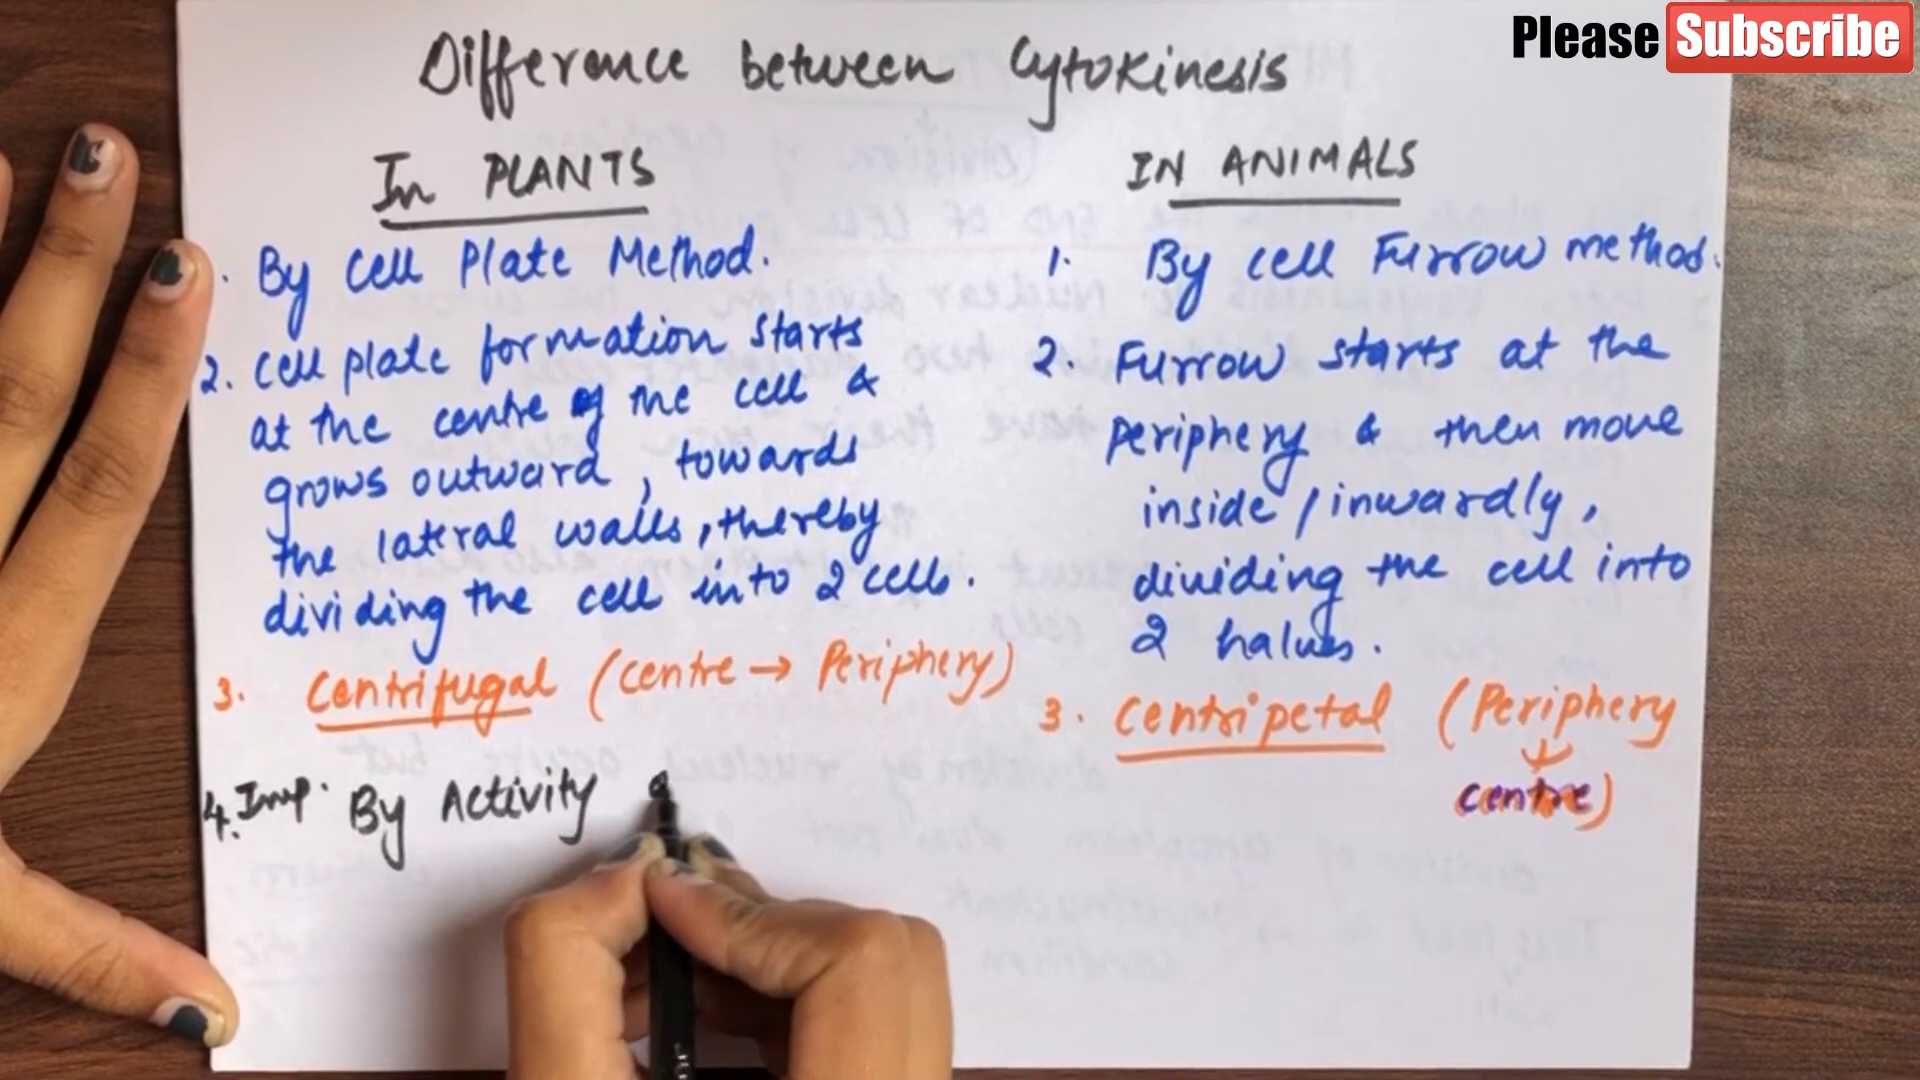 Please Subscribe
Difference between Cytokinesis
In PLANTS
. By Cell Plate Method.
2. Cell plate formation starts
at the centre of the cell &
grows outward, towards
the lateral walls, thereby
dividing the cell into 2 cells.
3. Centrifugal (centre → Periphery)
4. Imp. By Activity
IN ANIMALS
1. By cell Furrow method.
2. Furrow starts at the
periphery & then move
inside / inwardly,
dividing the cell into
2 halves.
3. Centripetal (Periphery
↓
centre)